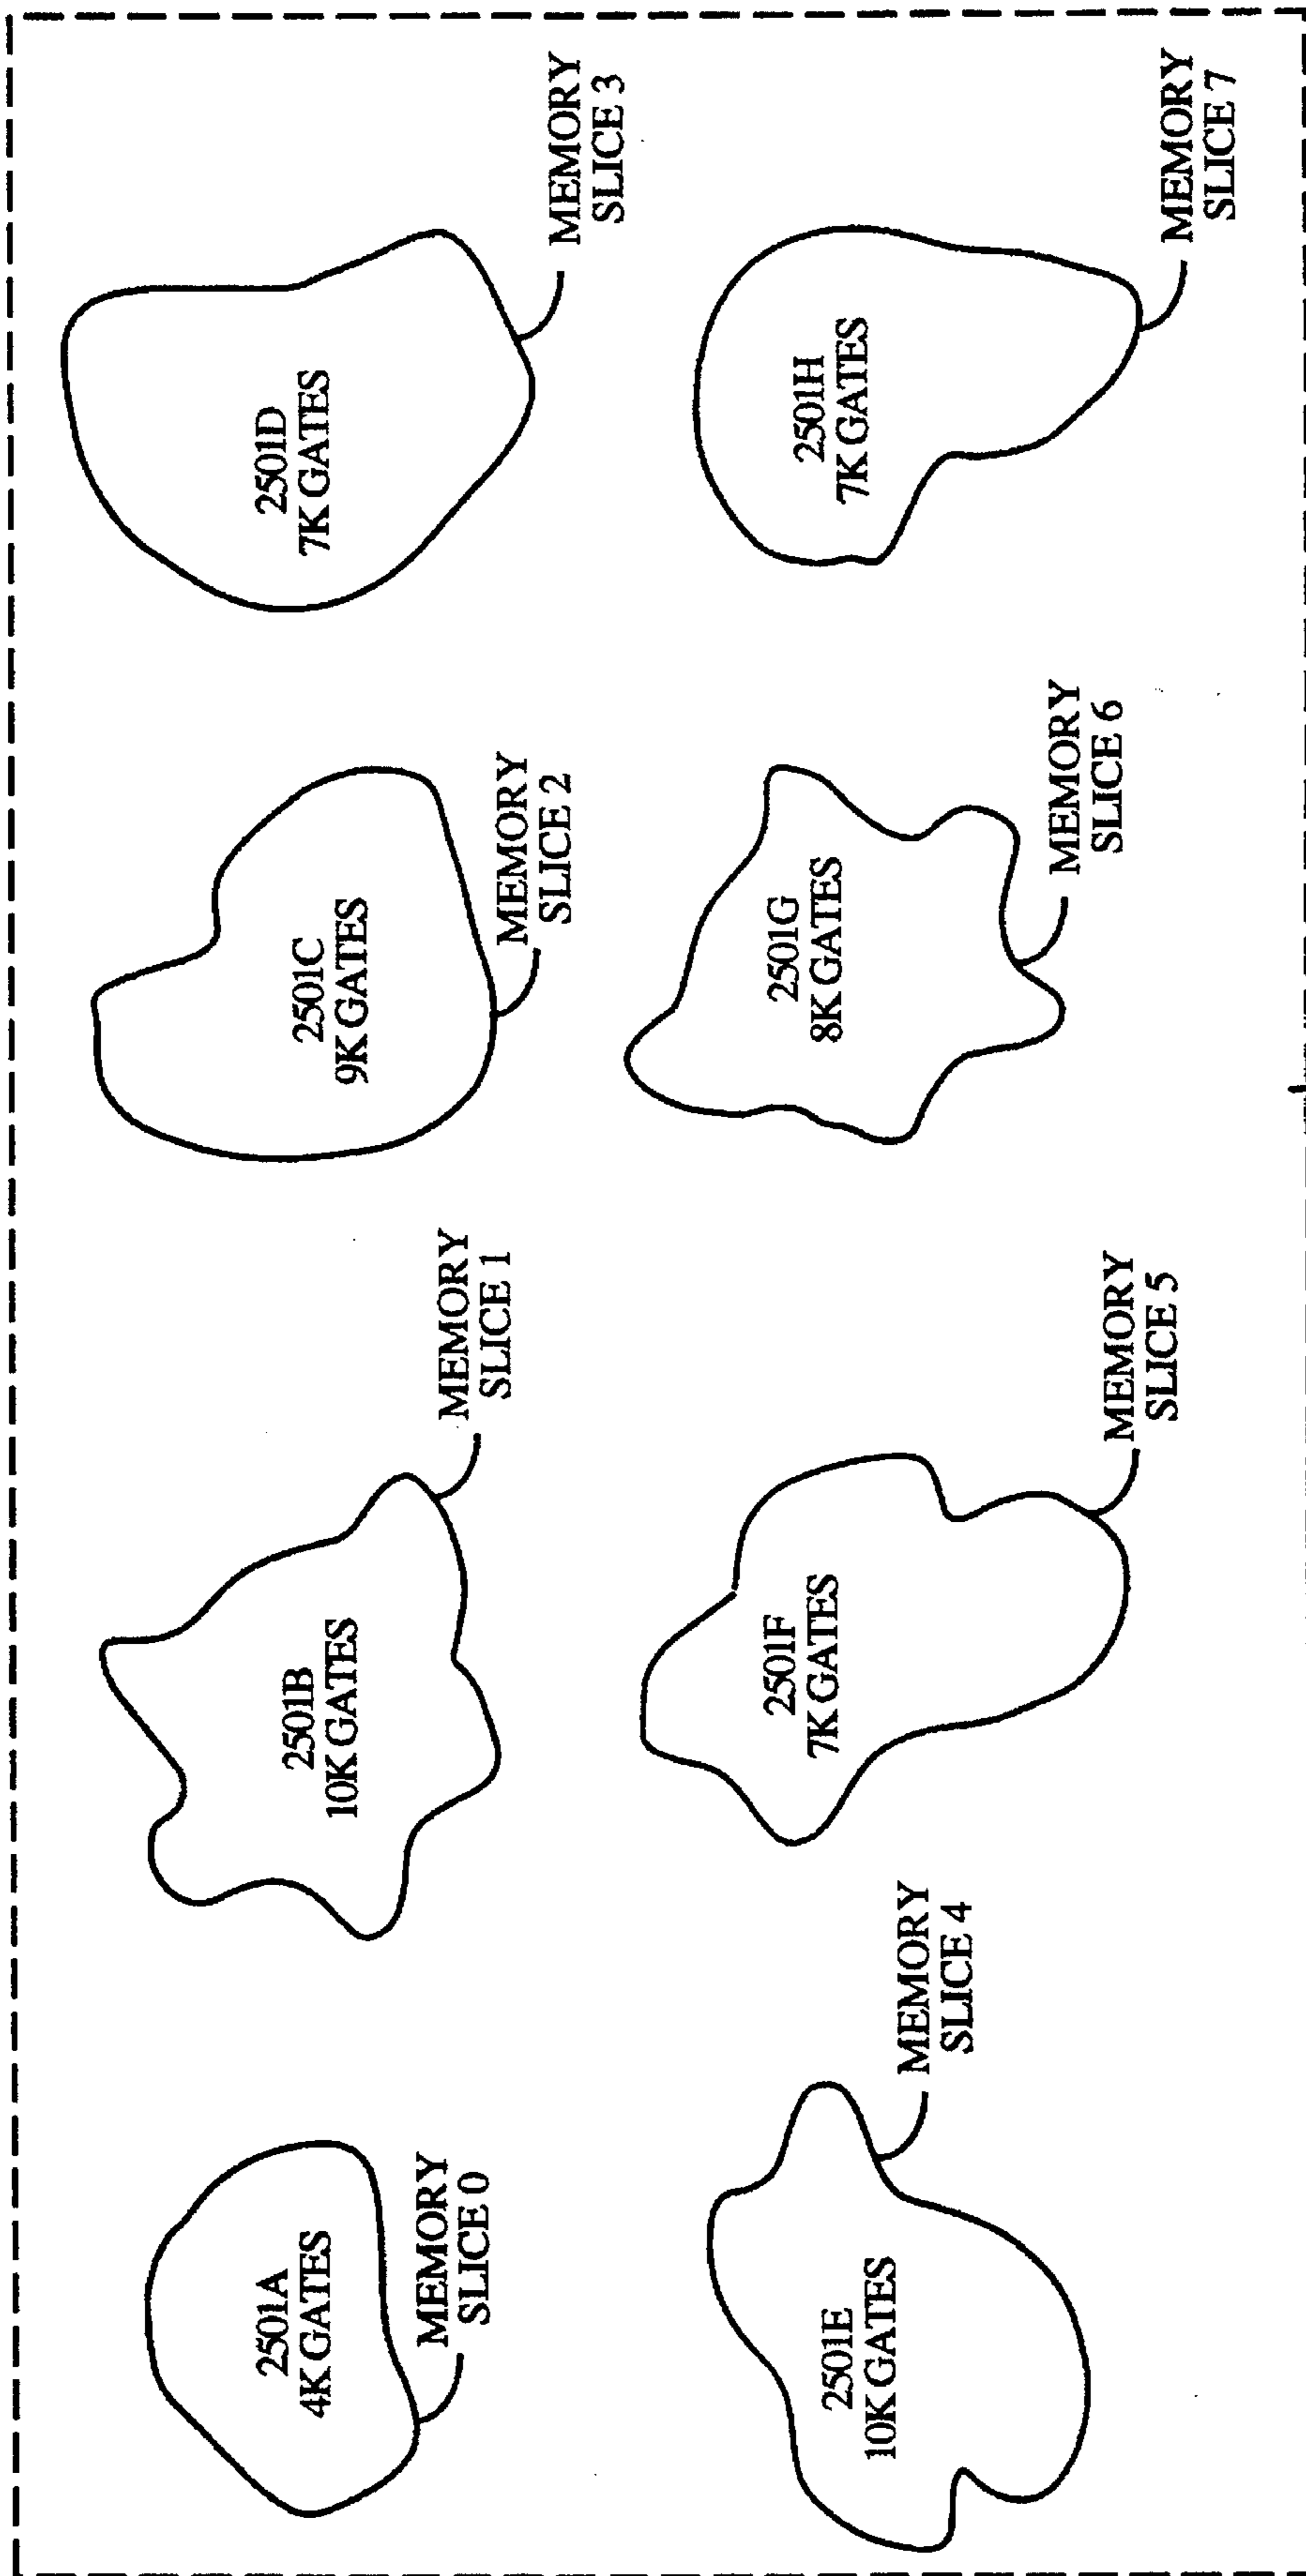 2501A
4K GATES
MEMORY
SLICE 0
2501B
10K GATES
MEMORY
SLICE 1
2501C
9K GATES
MEMORY
SLICE 2
2501D
7K GATES
MEMORY
SLICE 3
2501E
10K GATES
MEMORY
SLICE 4
2501F
7K GATES
MEMORY
SLICE 5
2501G
8K GATES
MEMORY
SLICE 6
2501H
7K GATES
MEMORY
SLICE 7